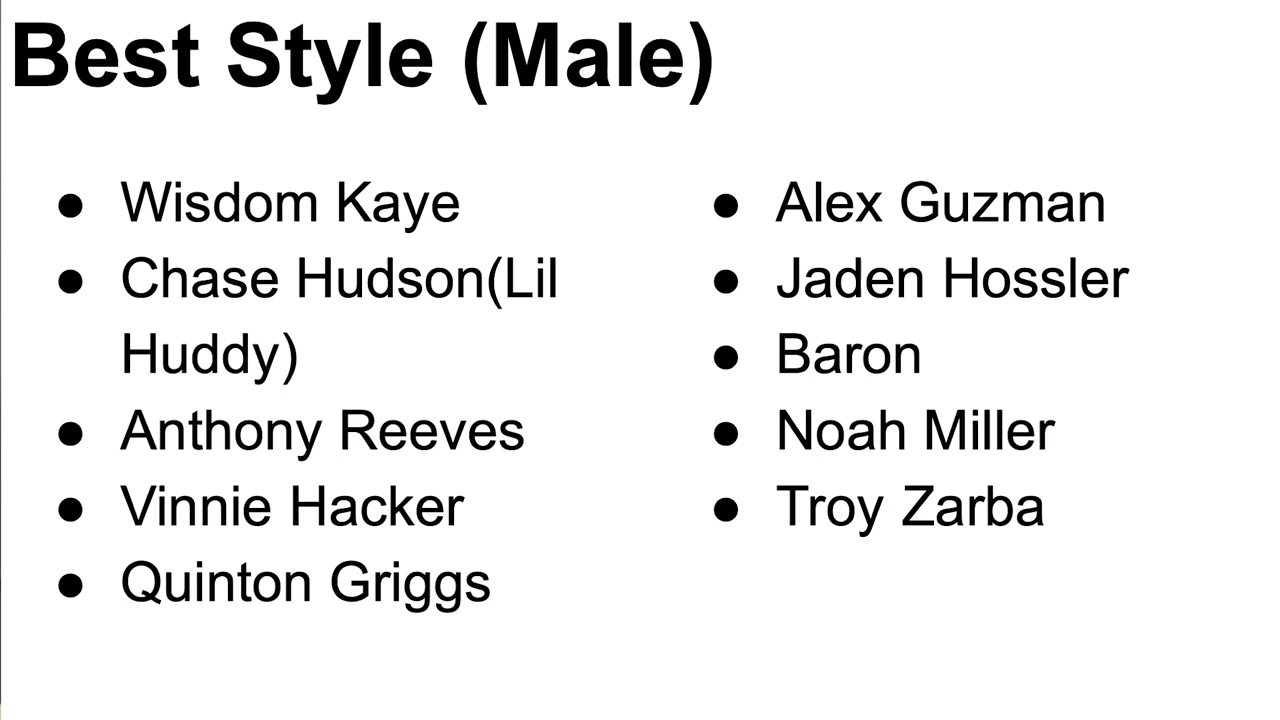 Best Style (Male)
● Wisdom Kaye
● Chase Hudson(Lil
Huddy)
● Anthony Reeves
● Vinnie Hacker
● Quinton Griggs
● Alex Guzman
● Jaden Hossler
● Baron
● Noah Miller
● Troy Zarba